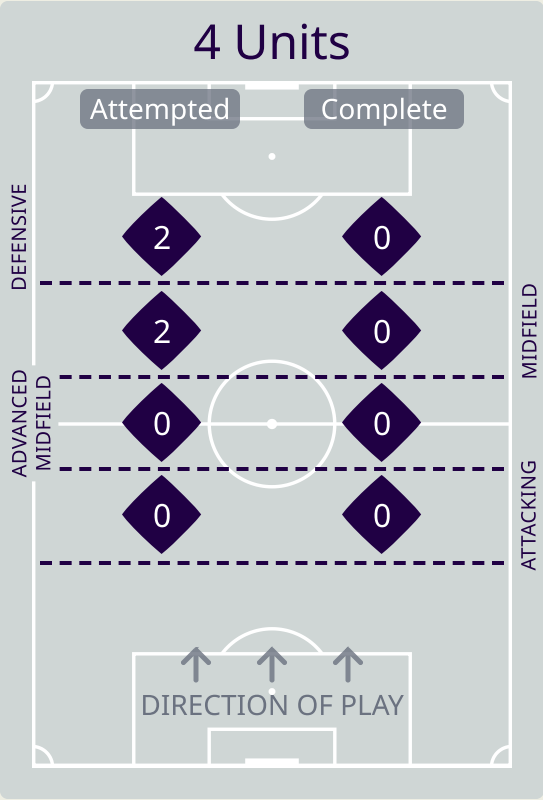 4 Units
Attempted Complete
DEFENSIVE
2 0
MIDFIELD
2 0
ADVANCED
MIDFIELD
0 0
ATTACKING
0 0
DIRECTION OF PLAY